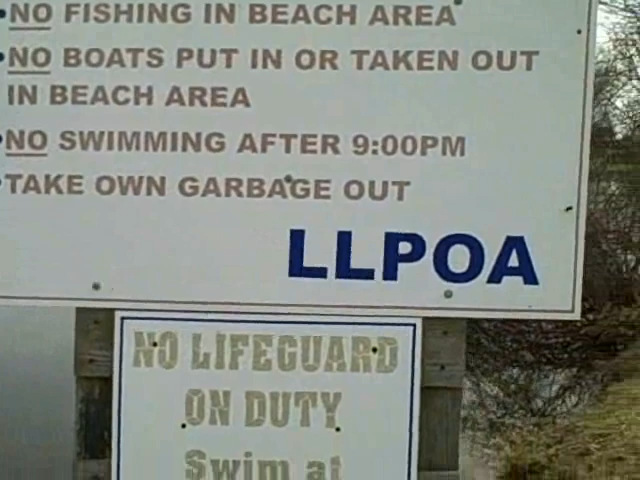 •NO FISHING IN BEACH AREA
•NO BOATS PUT IN OR TAKEN OUT
IN BEACH AREA
•NO SWIMMING AFTER 9:00PM
•TAKE OWN GARBAGE OUT
LLPOA
NO LIFEGUARD
ON DUTY
Swim at